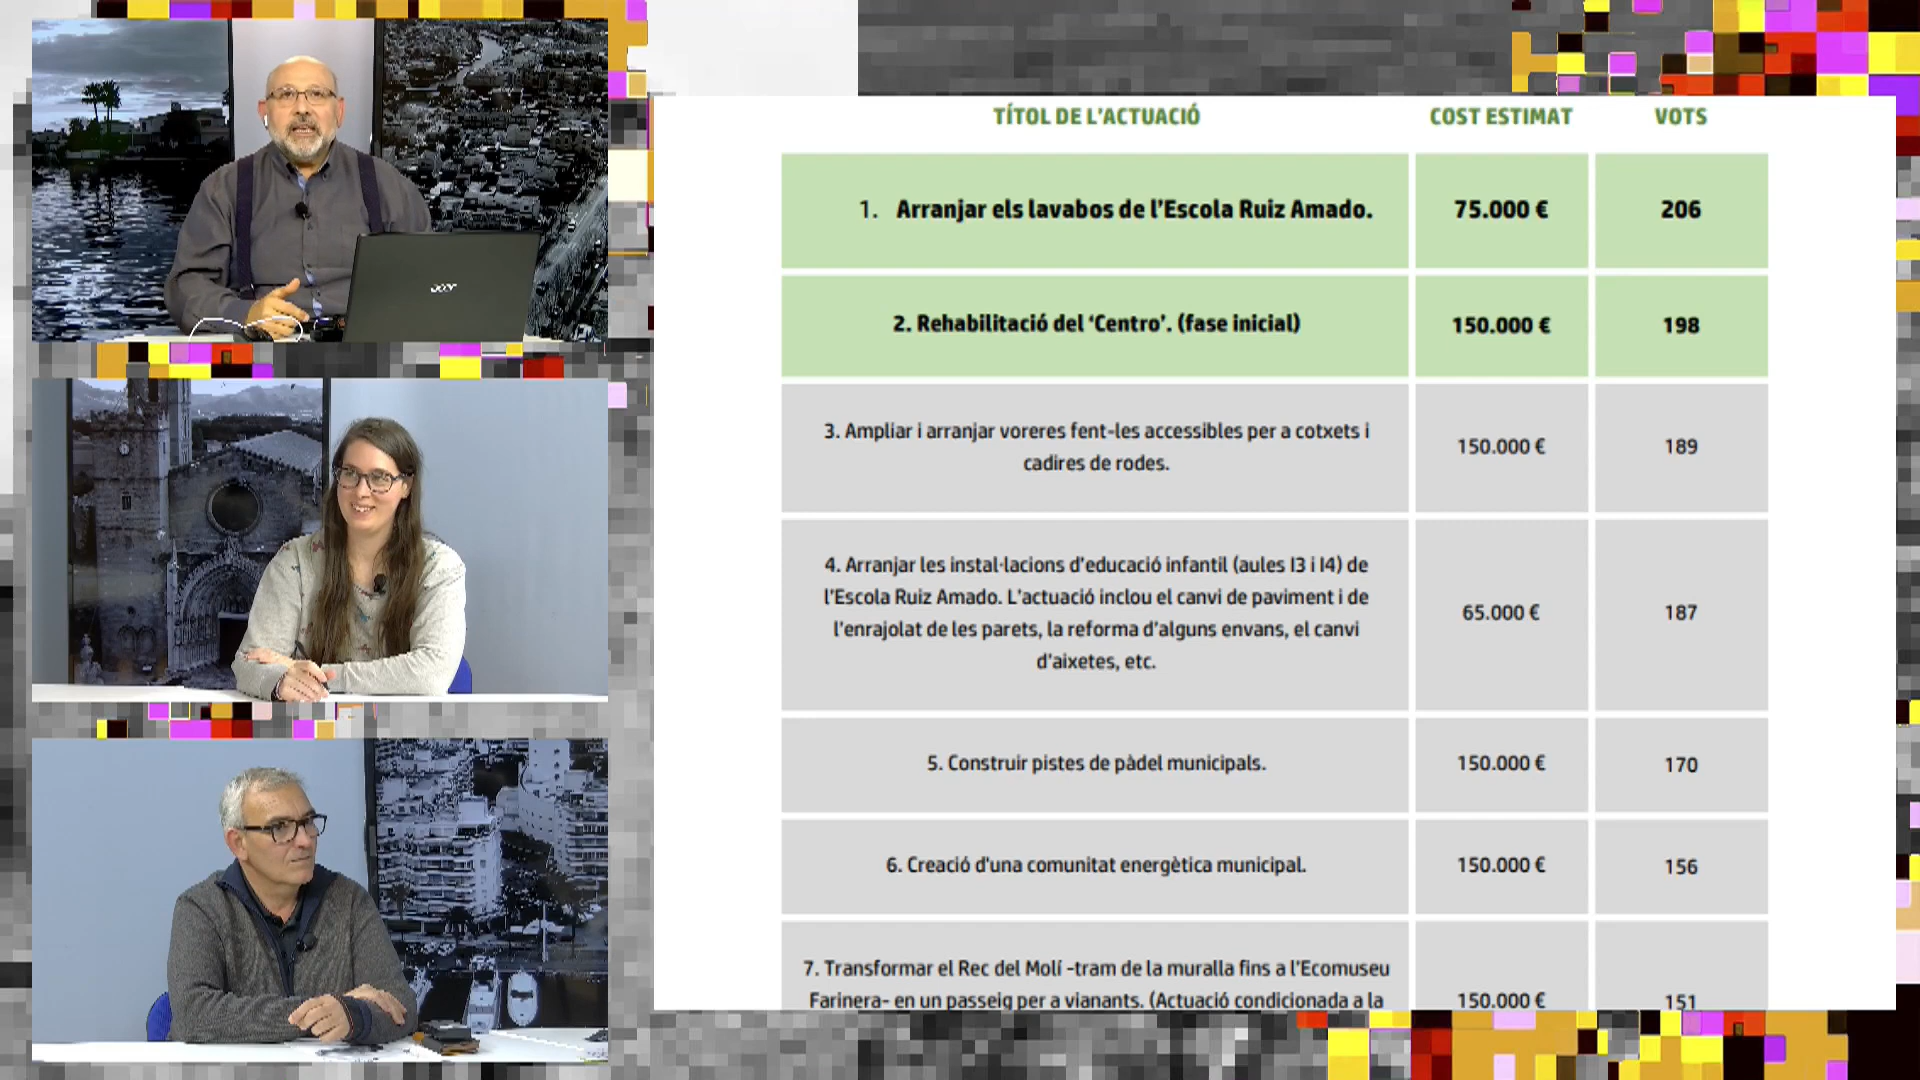 acer
TÍTOL DE L'ACTUACIÓ COST ESTIMAT VOTS
1. Arranjar els lavabos de l'Escola Ruiz Amado. 75.000 € 206
2. Rehabilitació del 'Centro'. (fase inicial) 150.000 € 198
3. Ampliar i arranjar voreres fent-les accessibles per a cotxets i
cadires de rodes.
150.000 € 189
4. Arranjar les instal·lacions d'educació infantil (aules I3 i I4) de
l'Escola Ruiz Amado. L'actuació inclou el canvi de paviment i de
l'enrajolat de les parets, la reforma d'alguns envans, el canvi
d'aixetes, etc.
65.000 € 187
5. Construir pistes de pàdel municipals. 150.000 € 170
6. Creació d'una comunitat energètica municipal. 150.000 € 156
7. Transformar el Rec del Molí -tram de la muralla fins a l'Ecomuseu
Farinera- en un passeig per a vianants. (Actuació condicionada a la
150.000 € 151